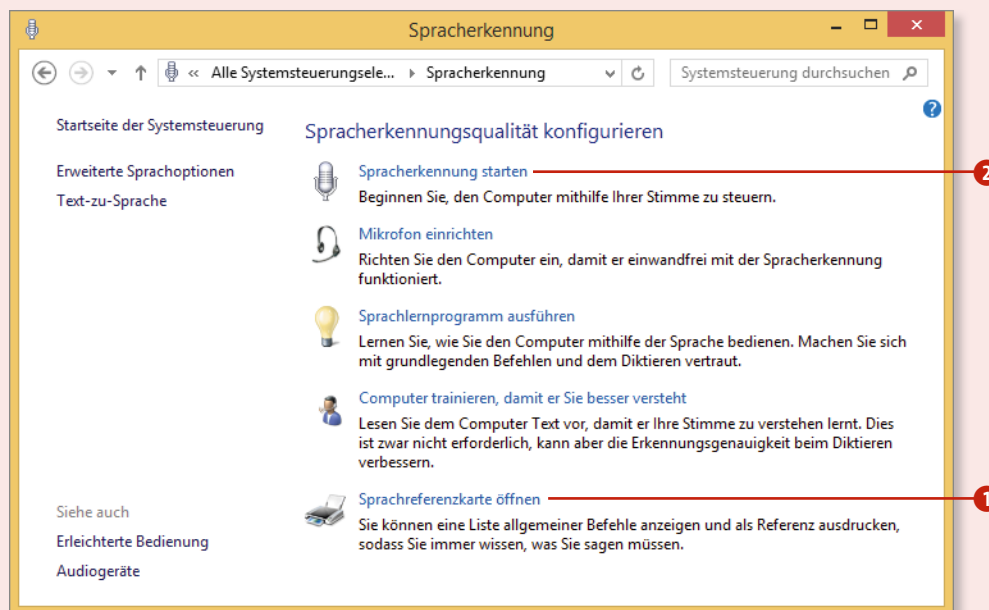 Spracherkennung
« Alle Systemsteuerungsele... Spracherkennung
Systemsteuerung durchsuchen
?
Startseite der Systemsteuerung
Erweiterte Sprachoptionen
Text-zu-Sprache
Spracherkennungsqualität konfigurieren
Spracherkennung starten
2
Beginnen Sie, den Computer mithilfe Ihrer Stimme zu steuern.
Mikrofon einrichten
Richten Sie den Computer ein, damit er einwandfrei mit der Spracherkennung
funktioniert.
Sprachlernprogramm ausführen
Lernen Sie, wie Sie den Computer mithilfe der Sprache bedienen. Machen Sie sich
mit grundlegenden Befehlen und dem Diktieren vertraut.
Computer trainieren, damit er Sie besser versteht
Lesen Sie dem Computer Text vor, damit er Ihre Stimme zu verstehen lernt. Dies
ist zwar nicht erforderlich, kann aber die Erkennungsgenauigkeit beim Diktieren
verbessern.
Sprachreferenzkarte öffnen
1
Sie können eine Liste allgemeiner Befehle anzeigen und als Referenz ausdrucken,
sodass Sie immer wissen, was Sie sagen müssen.
Siehe auch
Erleichterte Bedienung
Audiogeräte